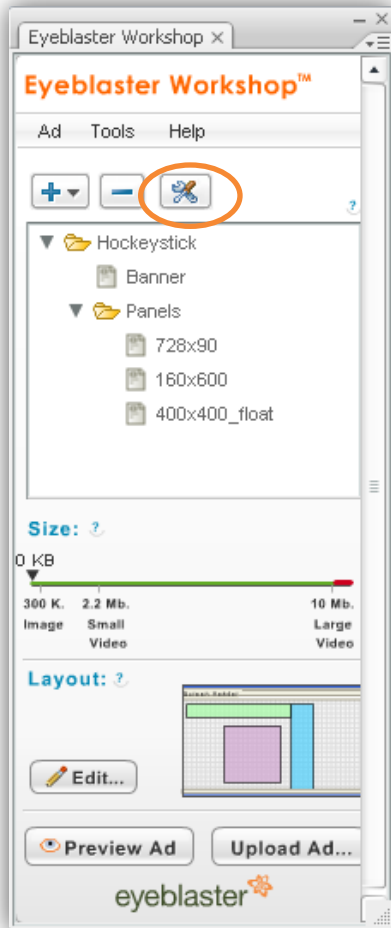 Eyeblaster Workshop ×
Eyeblaster Workshop™
Ad Tools Help
?
Hockeystick
Banner
Panels
728x90
160x600
400x400_float
Size: ?
0 KB
300 K. 2.2 Mb. 10 Mb.
Image Small Large
Video Video
Layout: ?
Edit...
Preview Ad Upload Ad...
eyeblaster